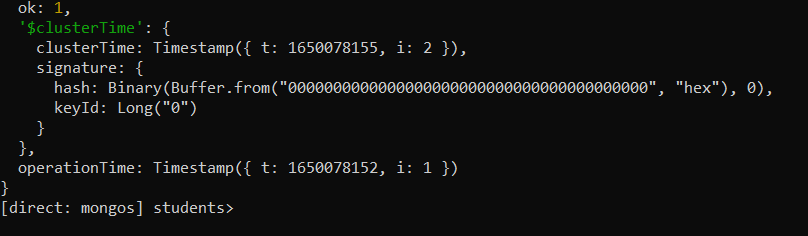 ok: 1,
'$clusterTime': {
clusterTime: Timestamp({ t: 1650078155, i: 2 }),
signature: {
hash: Binary(Buffer.from("0000000000000000000000000000000000000000", "hex"), 0),
keyId: Long("0")
}
},
operationTime: Timestamp({ t: 1650078152, i: 1 })
}
[direct: mongos] students>